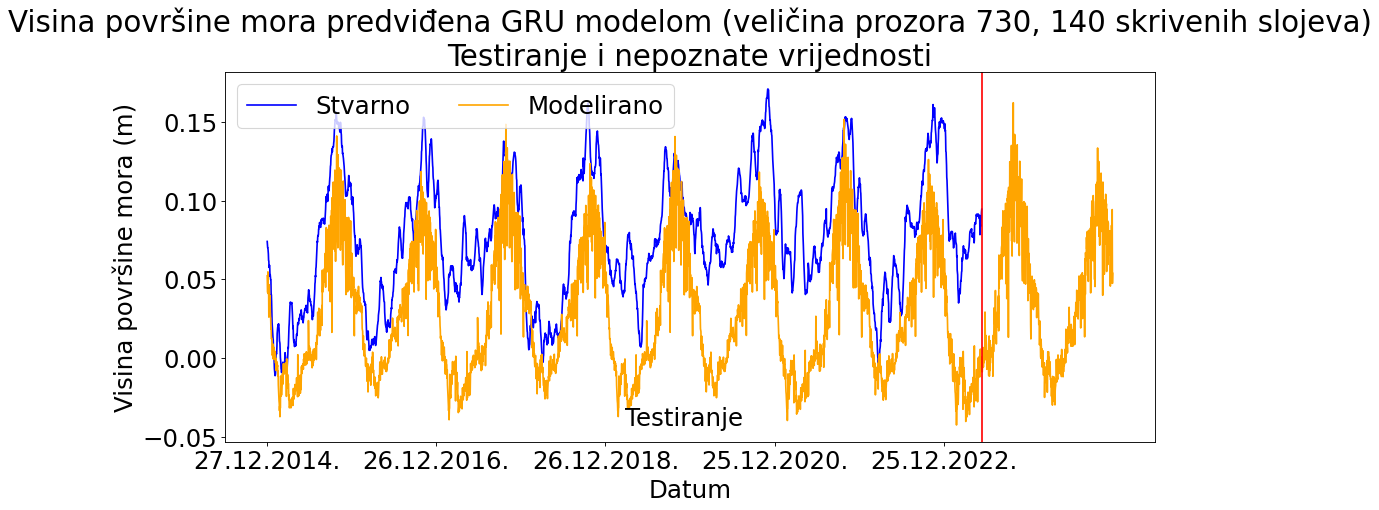 Visina površine mora predviđena GRU modelom (veličina prozora 730, 140 skrivenih slojeva)
Testiranje i nepoznate vrijednosti
Stvarno Modelirano
Visina površine mora (m)
0.15
0.10
0.05
0.00
−0.05
Testiranje
27.12.2014. 26.12.2016. 26.12.2018. 25.12.2020. 25.12.2022.
Datum